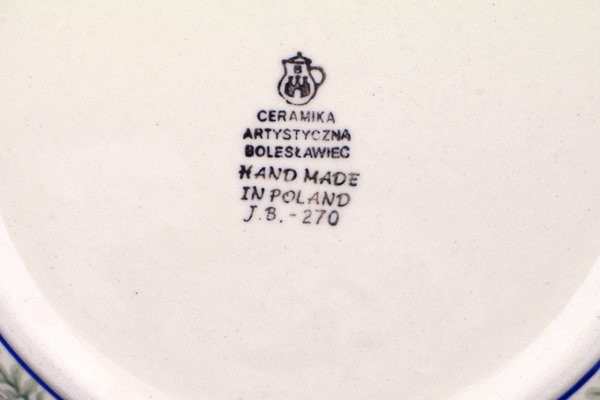 B
CERAMIKA
ARTYSTYCZNA
BOLESŁAWIEC
HAND MADE
IN POLAND
J.B.-270